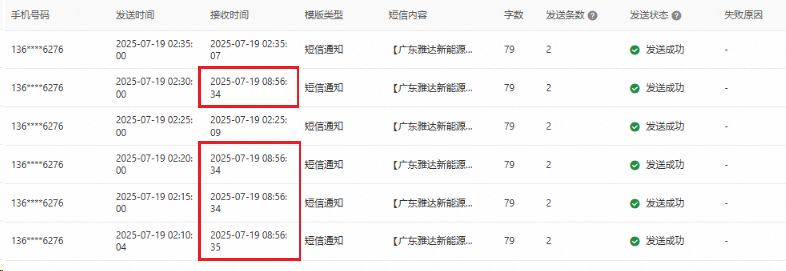 手机号码 发送时间 接收时间 模版类型 短信内容 字数 发送条数 ? 发送状态 ? 失败原因
136****6276 2025-07-19 02:35:00 2025-07-19 02:35:07 短信通知 【广东雅达新能源... 79 2 发送成功 -
136****6276 2025-07-19 02:30:00 2025-07-19 08:56:34 短信通知 【广东雅达新能源... 79 2 发送成功 -
136****6276 2025-07-19 02:25:00 2025-07-19 02:25:09 短信通知 【广东雅达新能源... 79 2 发送成功 -
136****6276 2025-07-19 02:20:00 2025-07-19 08:56:34 短信通知 【广东雅达新能源... 79 2 发送成功 -
136****6276 2025-07-19 02:15:00 2025-07-19 08:56:34 短信通知 【广东雅达新能源... 79 2 发送成功 -
136****6276 2025-07-19 02:10:04 2025-07-19 08:56:35 短信通知 【广东雅达新能源... 79 2 发送成功 -